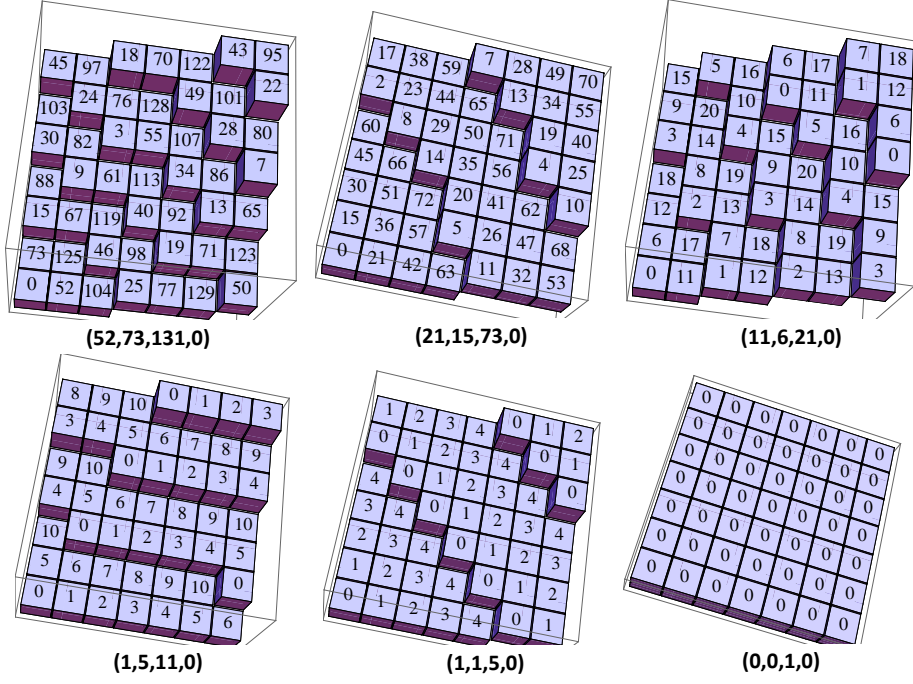 45 97 18 70 122 43 95
103 24 76 128 49 101 22
30 82 3 55 107 28 80
88 9 61 113 34 86 7
15 67 119 40 92 13 65
73 125 46 98 19 71 123
0 52 104 25 77 129 50
(52,73,131,0)
17 38 59 7 28 49 70
2 23 44 65 13 34 55
60 8 29 50 71 19 40
45 66 14 35 56 4 25
30 51 72 20 41 62 10
15 36 57 5 26 47 68
0 21 42 63 11 32 53
(21,15,73,0)
15 5 16 6 17 7 18
9 20 10 0 11 1 12
3 14 4 15 5 16 6
18 8 19 9 20 10 0
12 2 13 3 14 4 15
6 17 7 18 8 19 9
0 11 1 12 2 13 3
(11,6,21,0)
8 9 10 0 1 2 3
3 4 5 6 7 8 9
9 10 0 1 2 3 4
4 5 6 7 8 9 10
10 0 1 2 3 4 5
5 6 7 8 9 10 0
0 1 2 3 4 5 6
(1,5,11,0)
1 2 3 4 0 1 2
0 1 2 3 4 0 1
4 0 1 2 3 4 0
3 4 0 1 2 3 4
2 3 4 0 1 2 3
1 2 3 4 0 1 2
0 1 2 3 4 0 1
(1,1,5,0)
0 0 0 0 0 0 0
0 0 0 0 0 0 0
0 0 0 0 0 0 0
0 0 0 0 0 0 0
0 0 0 0 0 0 0
0 0 0 0 0 0 0
0 0 0 0 0 0 0
(0,0,1,0)